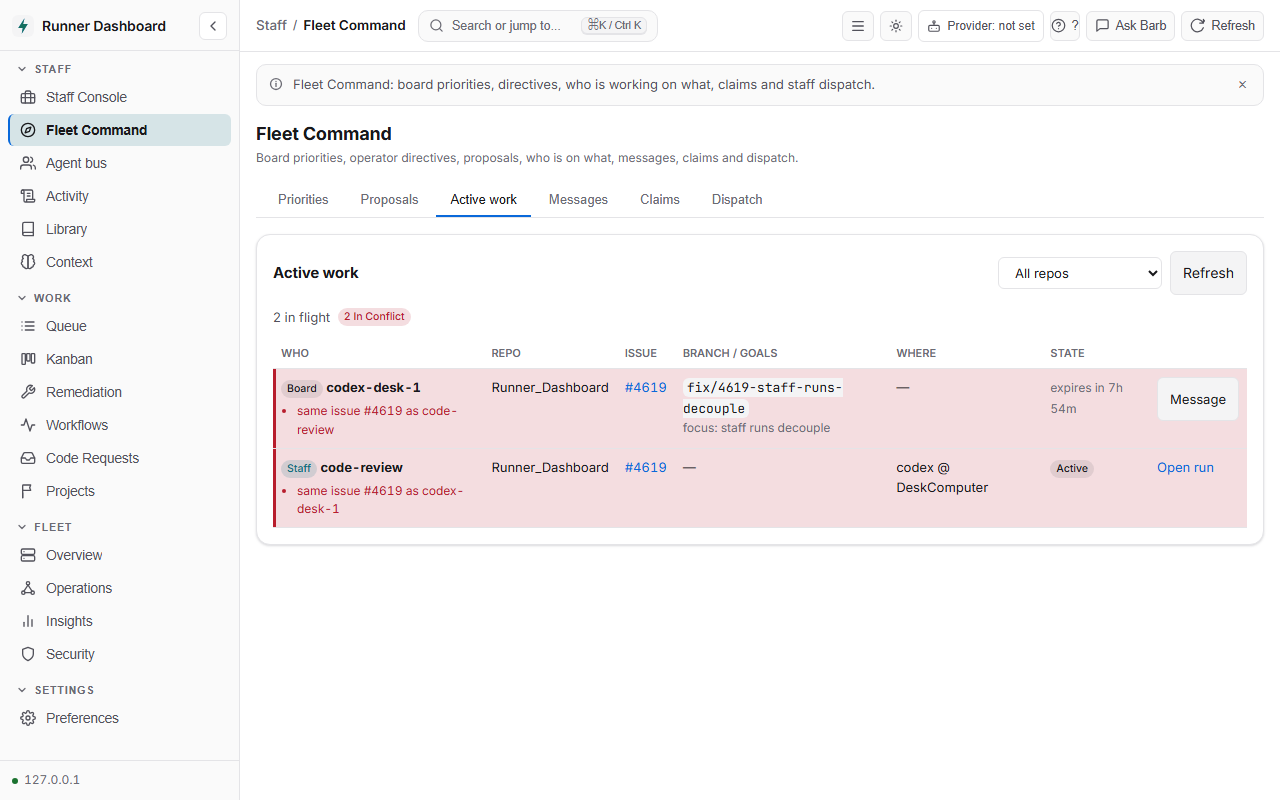 Runner Dashboard
STAFF
Staff Console
Fleet Command
Agent bus
Activity
Library
Context
WORK
Queue
Kanban
Remediation
Workflows
Code Requests
Projects
FLEET
Overview
Operations
Insights
Security
SETTINGS
Preferences
127.0.0.1
Staff / Fleet Command
Search or jump to...
⌘K / Ctrl K
Provider: not set
?
Ask Barb
Refresh
Fleet Command: board priorities, directives, who is working on what, claims and staff dispatch.
×
Fleet Command
Board priorities, operator directives, proposals, who is on what, messages, claims and dispatch.
Priorities Proposals Active work Messages Claims Dispatch
Active work
All repos
Refresh
2 in flight 2 In Conflict
WHO REPO ISSUE BRANCH / GOALS WHERE STATE
Board codex-desk-1
• same issue #4619 as code-
review
Runner_Dashboard
#4619
fix/4619-staff-runs-
decouple
focus: staff runs decouple
—
expires in 7h
54m
Message
Staff code-review
• same issue #4619 as codex-
desk-1
Runner_Dashboard
#4619
—
codex @
DeskComputer
Active
Open run